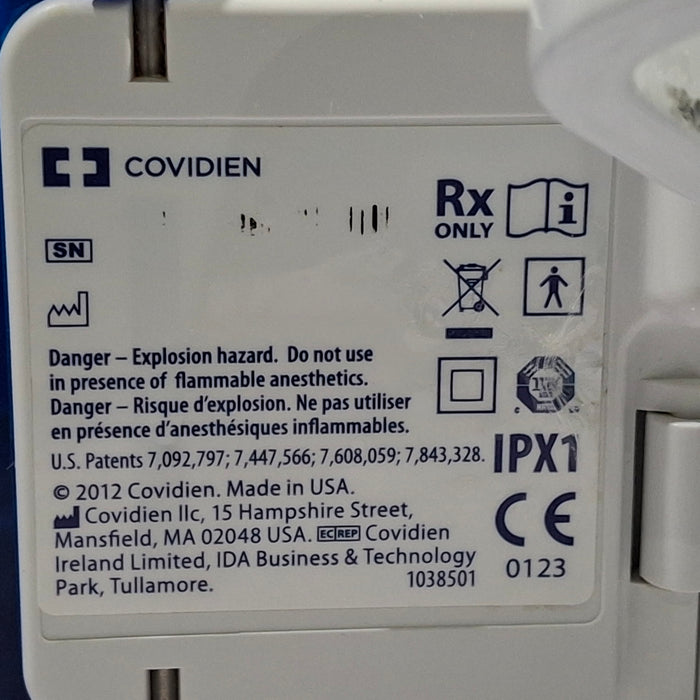 COVIDIEN
Rx
ONLY
SN
Danger – Explosion hazard. Do not use
in presence of flammable anesthetics.
Danger – Risque d'explosion. Ne pas utiliser
en présence d'anesthésiques inflammables.
U.S. Patents 7,092,797; 7,447,566; 7,608,059; 7,843,328.
IPX1
© 2012 Covidien. Made in USA.
Covidien llc, 15 Hampshire Street,
Mansfield, MA 02048 USA. EC REP Covidien
Ireland Limited, IDA Business & Technology
Park, Tullamore.
1038501
CE
0123